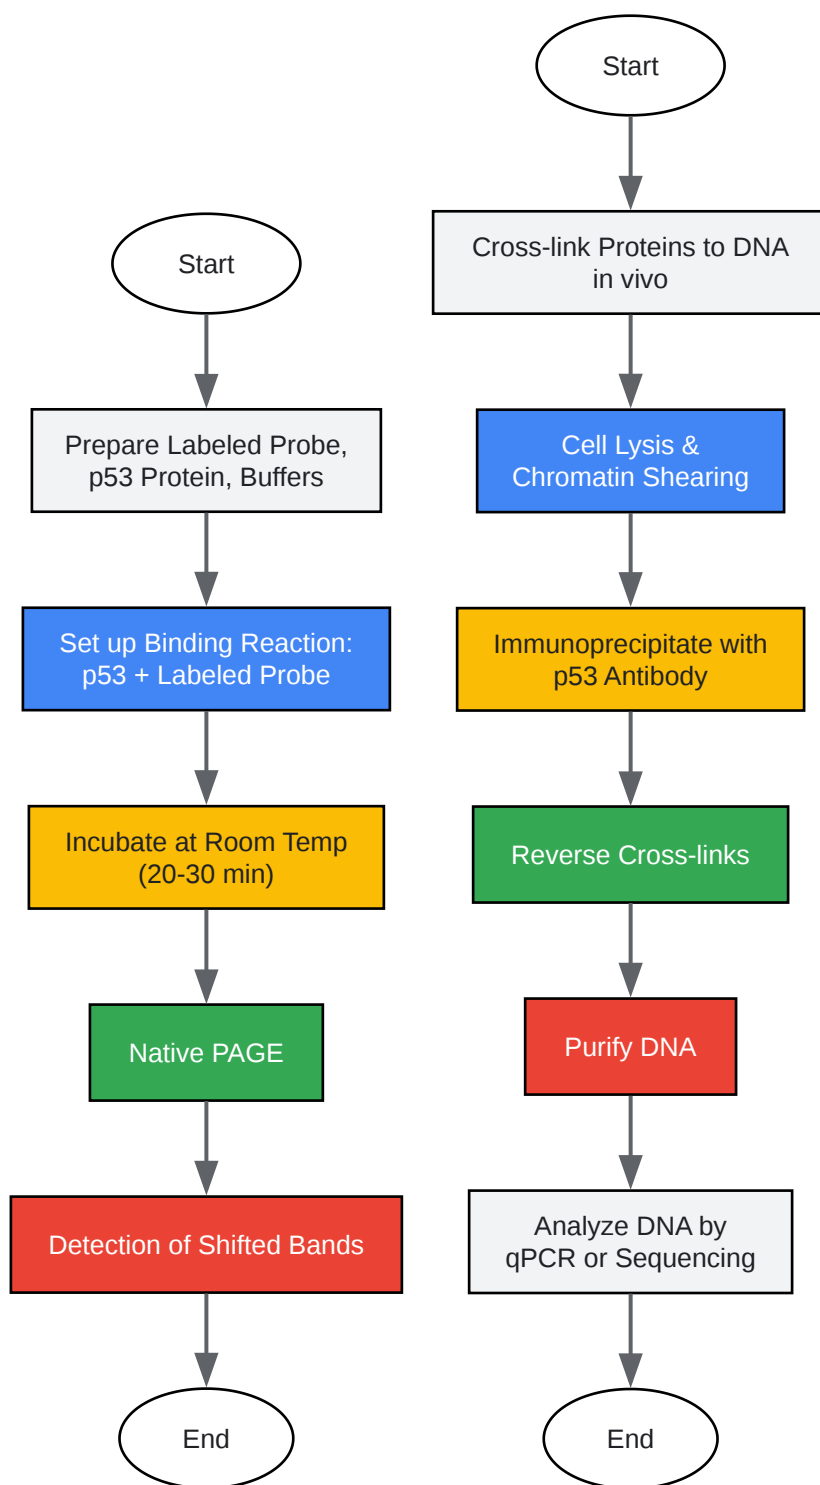 Start
Prepare Labeled Probe,
p53 Protein, Buffers
Set up Binding Reaction:
p53 + Labeled Probe
Incubate at Room Temp
(20-30 min)
Native PAGE
Detection of Shifted Bands
End
Start
Cross-link Proteins to DNA
in vivo
Cell Lysis &
Chromatin Shearing
Immunoprecipitate with
p53 Antibody
Reverse Cross-links
Purify DNA
Analyze DNA by
qPCR or Sequencing
End